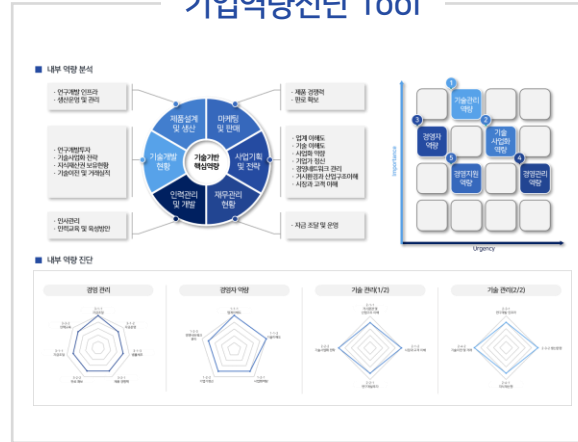 기업역량진단 Tool
내부 역량 분석
· 연구개발 인프라
· 생산운영 및 관리
· 연구개발투자
· 기술사업화 전략
· 지식재산권 보유현황
· 기술이전 및 거래실적
· 인사관리
· 인력교육 및 육성방안
제품설계
및 생산
마케팅
및 판매
기술개발
현황
기술기반
핵심역량
사업기획
및 전략
인력관리
및 개발
재무관리
현황
· 제품 경쟁력
· 판로 확보
· 업계 이해도
· 기술 이해도
· 사업화 역량
· 기업가 정신
· 경영네트워크 관리
· 거시환경과 산업구조이해
· 시장과 고객 이해
· 자금 조달 및 운영
Importance
1
기술관리
역량
3
경영자
역량
2
기술
사업화
역량
5
경영지원
역량
4
경영관리
역량
Urgency
내부 역량 진단
경영 관리
경영자 역량
기술 관리(1/2)
기술 관리(2/2)